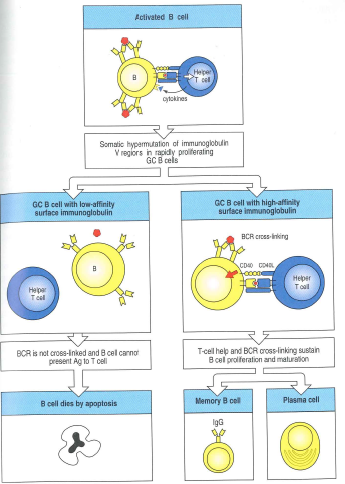 Activated B cell
B
Helper
T cell
cytokines
Somatic hypermutation of immunoglobulin
V regions in rapidly proliferating
GC B cells
GC B cell with low-affinity
surface immunoglobulin
B
Helper
T cell
GC B cell with high-affinity
surface immunoglobulin
BCR cross-linking
CD40 CD40L
Helper
T cell
BCR is not cross-linked and B cell cannot
present Ag to T cell
T-cell help and BCR cross-linking sustain
B cell proliferation and maturation
B cell dies by apoptosis
Memory B cell
IgG
Plasma cell